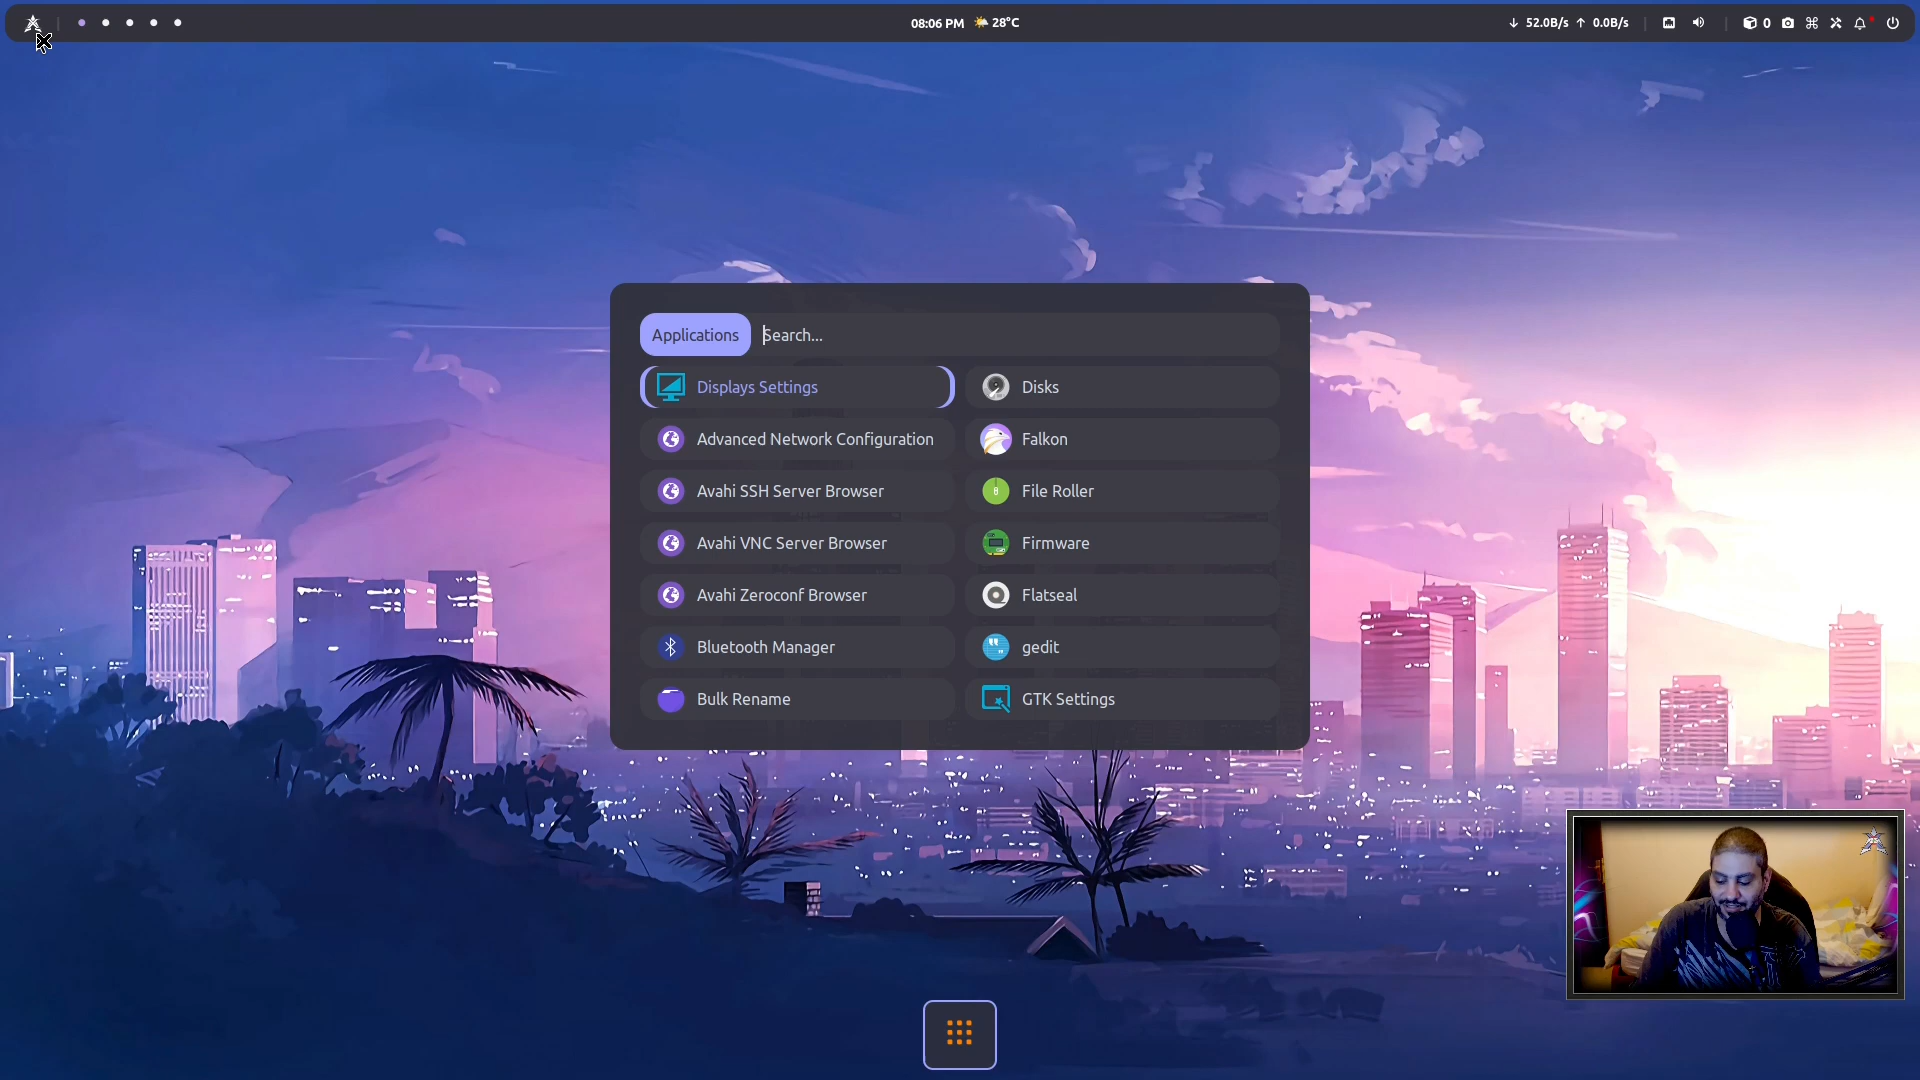 08:06 PM 28°C
↓ 52.0B/s ↑ 0.0B/s
0
Applications Search...
Displays Settings
Disks
Advanced Network Configuration
Falkon
Avahi SSH Server Browser
File Roller
Avahi VNC Server Browser
Firmware
Avahi Zeroconf Browser
Flatseal
Bluetooth Manager
gedit
Bulk Rename
GTK Settings